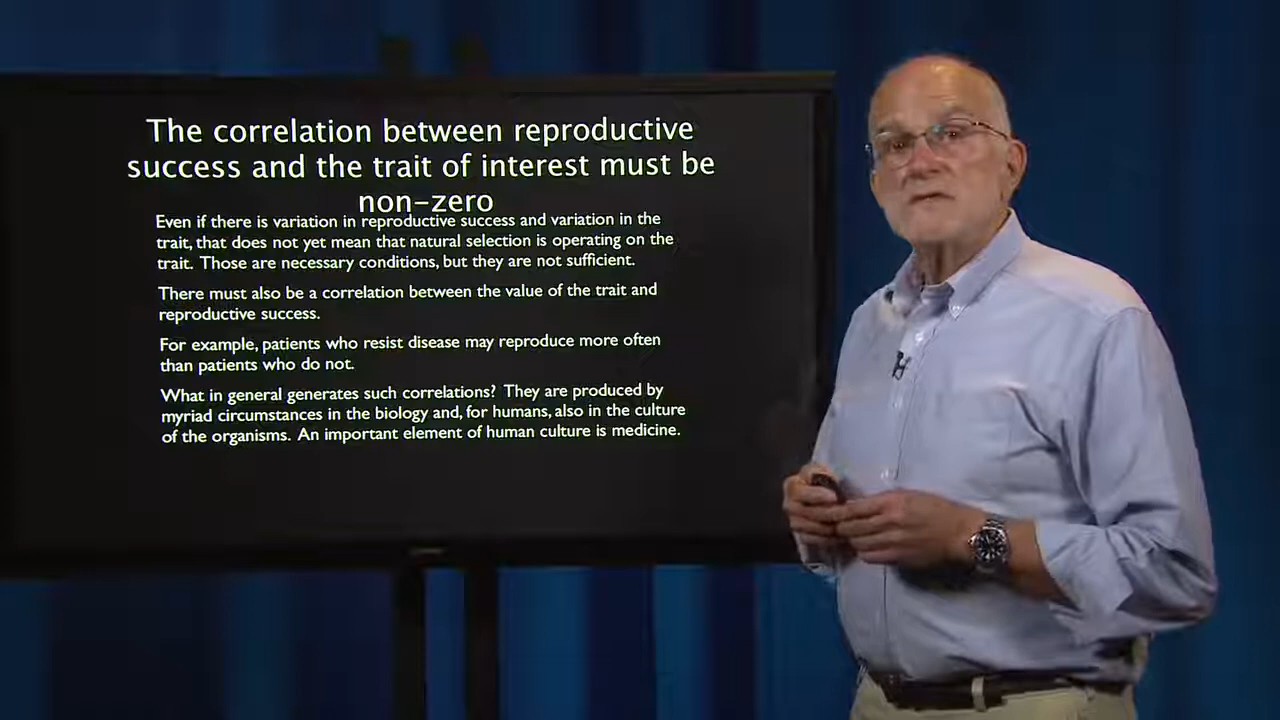 The correlation between reproductive
success and the trait of interest must be
non-zero
Even if there is variation in reproductive success and variation in the
trait, that does not yet mean that natural selection is operating on the
trait. Those are necessary conditions, but they are not sufficient.
There must also be a correlation between the value of the trait and
reproductive success.
For example, patients who resist disease may reproduce more often
than patients who do not.
What in general generates such correlations? They are produced by
myriad circumstances in the biology and, for humans, also in the culture
of the organisms. An important element of human culture is medicine.